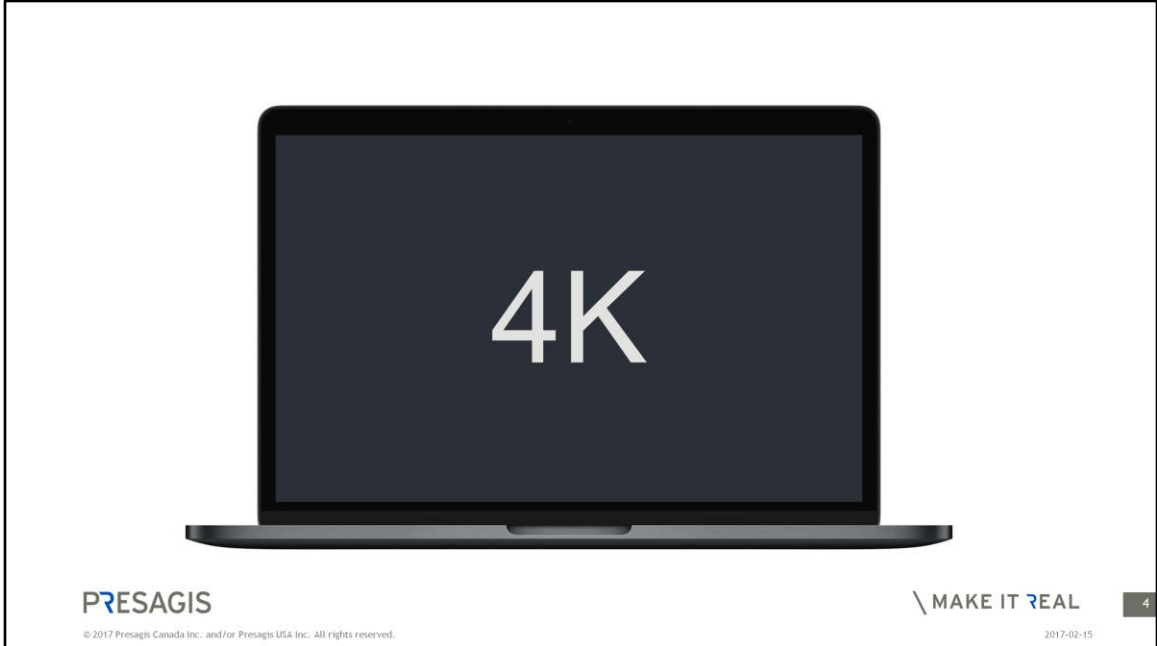 4K
PRESAGIS
\ MAKE IT REAL
4
© 2017 Presagis Canada Inc. and/or Presagis USA Inc. All rights reserved.
2017-02-15